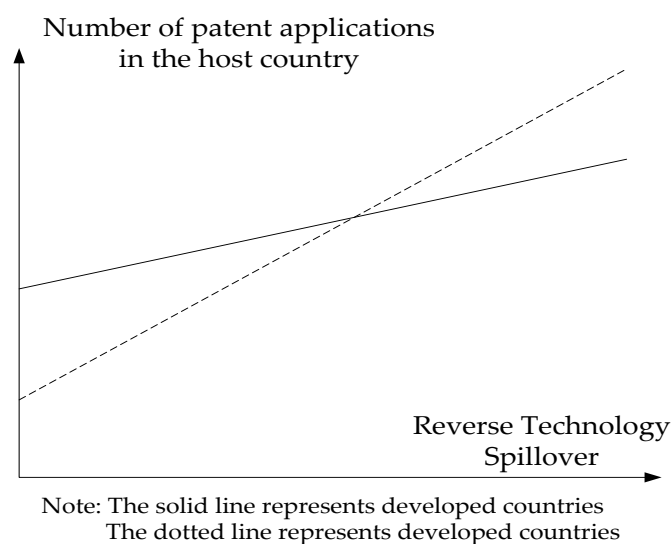 Number of patent applications
in the host country
Reverse Technology
Spillover
Note: The solid line represents developed countries
The dotted line represents developed countries